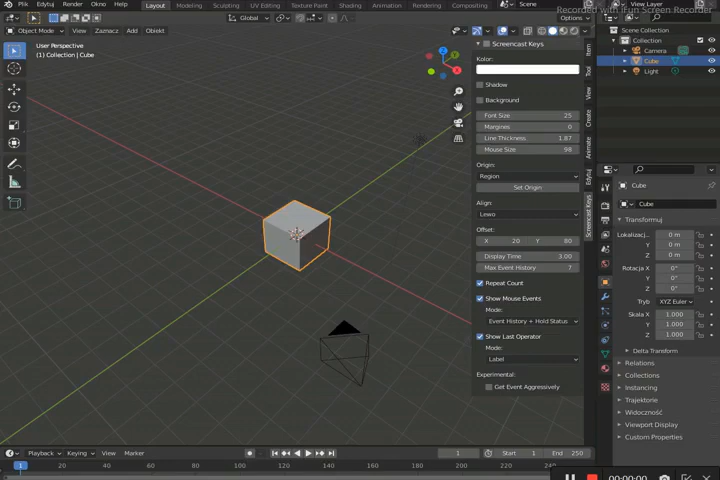 Plik Edytuj Render Okno Help Layout Modeling Sculpting UV Editing Texture Paint Shading Animation Rendering Scene View Layer
Recorded with iFun Screen Recorder
Global Options
Object Mode View Zaznacz Add Obiekt
User Perspective
(1) Collection | Cube
Screencast Keys
Kolor:
Shadow
Background
Font Size 25
Margines 0
Line Thickness 1.87
Mouse Size 98
Origin:
Region
Set Origin
Align:
Lewo
Offset:
X 20 Y 80
Display Time 3.00
Max Event History 7
Repeat Count
Show Mouse Events
Mode:
Event History + Hold Status
Show Last Operator
Mode:
Label
Experimental:
Get Event Aggressively
Item
Tool
View
Create
Animate
Edytuj
Screencast Keys
Scene Collection
Collection
Camera
Cube
Light
Cube
Cube
Transformuj
Lokalizacj.. 0 m
Y 0 m
Z 0 m
Rotacja X 0°
Y 0°
Z 0°
Tryb XYZ Euler
Skala X 1.000
Y 1.000
Z 1.000
Delta Transform
Relations
Collections
Instancing
Trajektorie
Widoczność
Viewport Display
Custom Properties
Playback Keying View Marker 1 Start 1 End 250
1 20 40 60 80 100 120 140 160 180 200 220 240
00:00:00